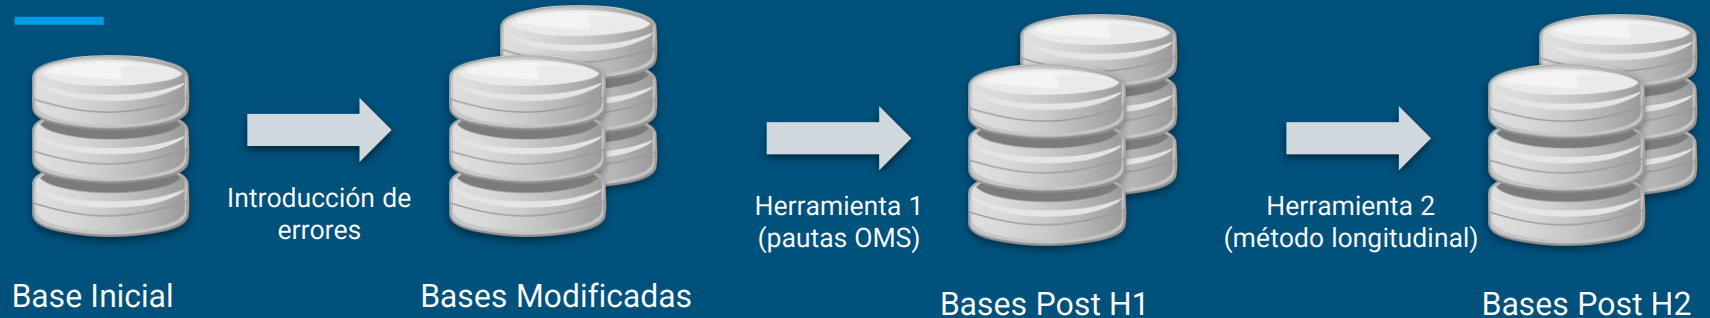 Introducción de
errores
Herramienta 1
(pautas OMS)
Herramienta 2
(método longitudinal)
Base Inicial
Bases Modificadas
Bases Post H1
Bases Post H2